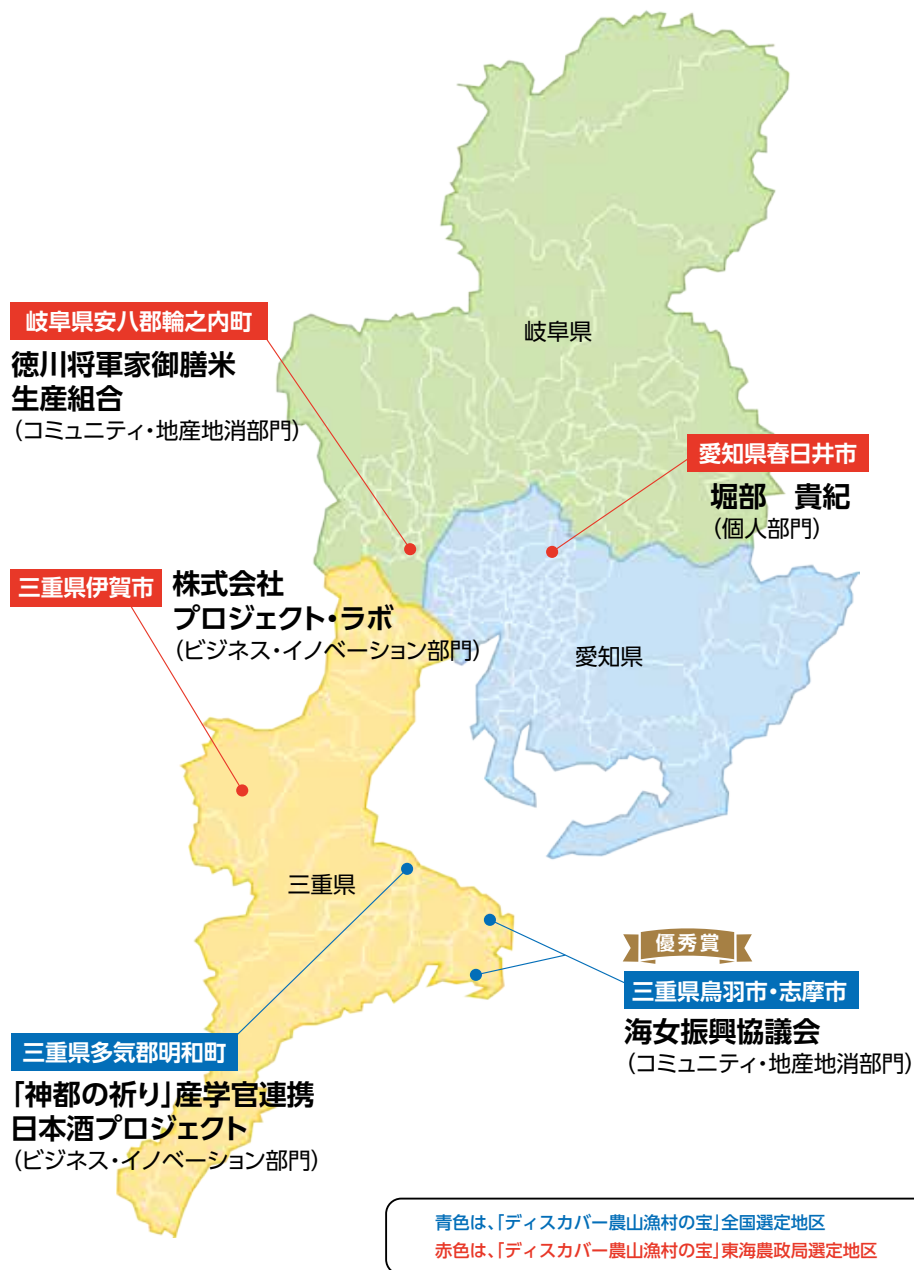 岐阜県
岐阜県安八郡輪之内町
徳川将軍家御膳米
生産組合
(コミュニティ・地産地消部門)
愛知県春日井市
堀部　貴紀
(個人部門)
三重県伊賀市
株式会社
プロジェクト・ラボ
(ビジネス・イノベーション部門)
愛知県
三重県
優秀賞
三重県鳥羽市・志摩市
海女振興協議会
(コミュニティ・地産地消部門)
三重県多気郡明和町
「神都の祈り」産学官連携
日本酒プロジェクト
(ビジネス・イノベーション部門)
青色は、「ディスカバー農山漁村の宝」全国選定地区
赤色は、「ディスカバー農山漁村の宝」東海農政局選定地区